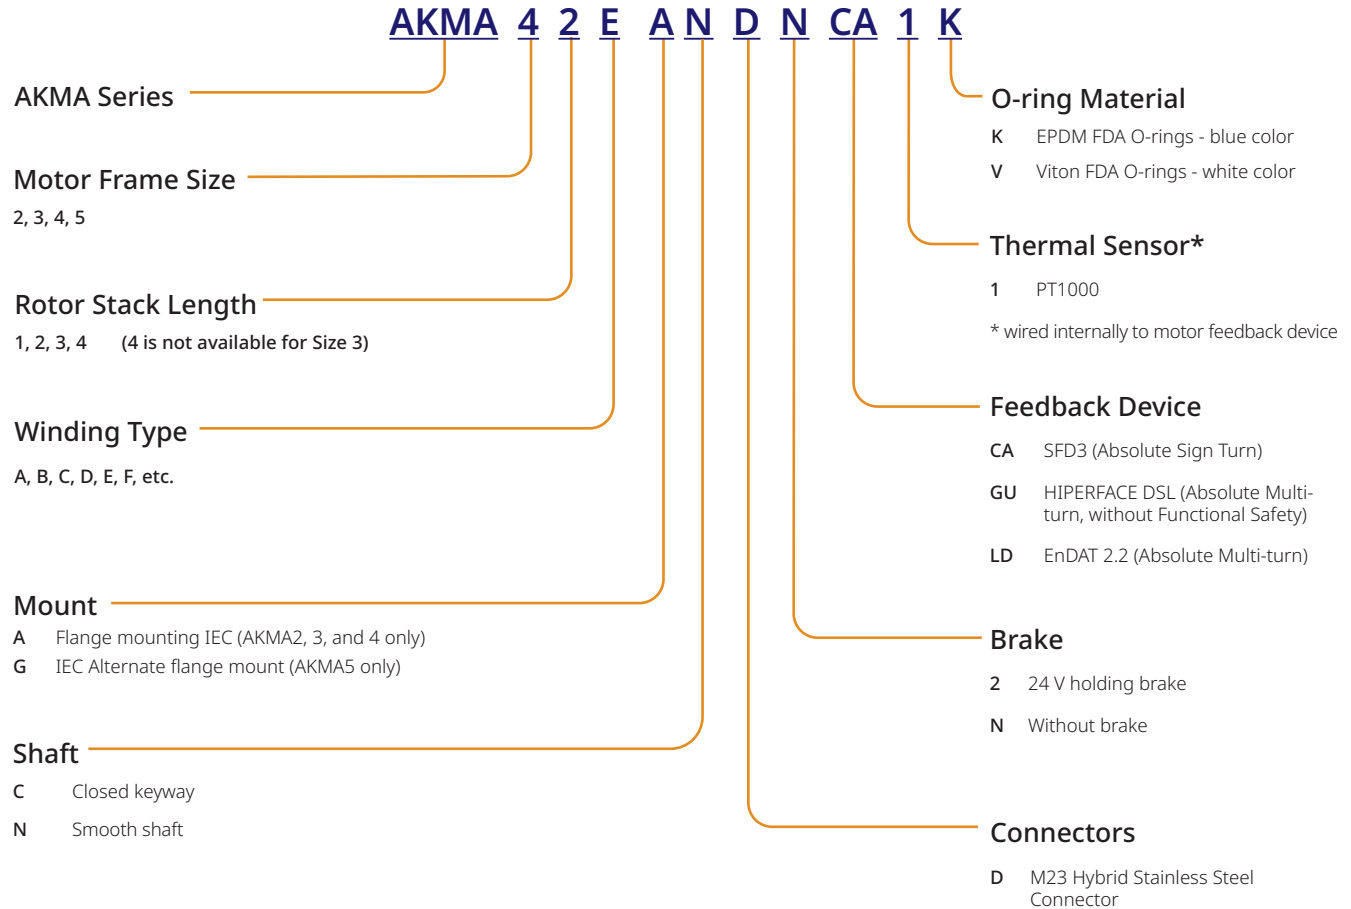 AKMA 4 2 E A N D N CA 1 K
AKMA Series
Motor Frame Size
2, 3, 4, 5
Rotor Stack Length
1, 2, 3, 4 (4 is not available for Size 3)
Winding Type
A, B, C, D, E, F, etc.
Mount
A Flange mounting IEC (AKMA2, 3, and 4 only)
G IEC Alternate flange mount (AKMA5 only)
Shaft
C Closed keyway
N Smooth shaft
O-ring Material
K EPDM FDA O-rings - blue color
V Viton FDA O-rings - white color
Thermal Sensor*
1 PT1000
* wired internally to motor feedback device
Feedback Device
CA SFD3 (Absolute Sign Turn)
GU HIPERFACE DSL (Absolute Multi-
turn, without Functional Safety)
LD EnDAT 2.2 (Absolute Multi-turn)
Brake
2 24 V holding brake
N Without brake
Connectors
D M23 Hybrid Stainless Steel
Connector